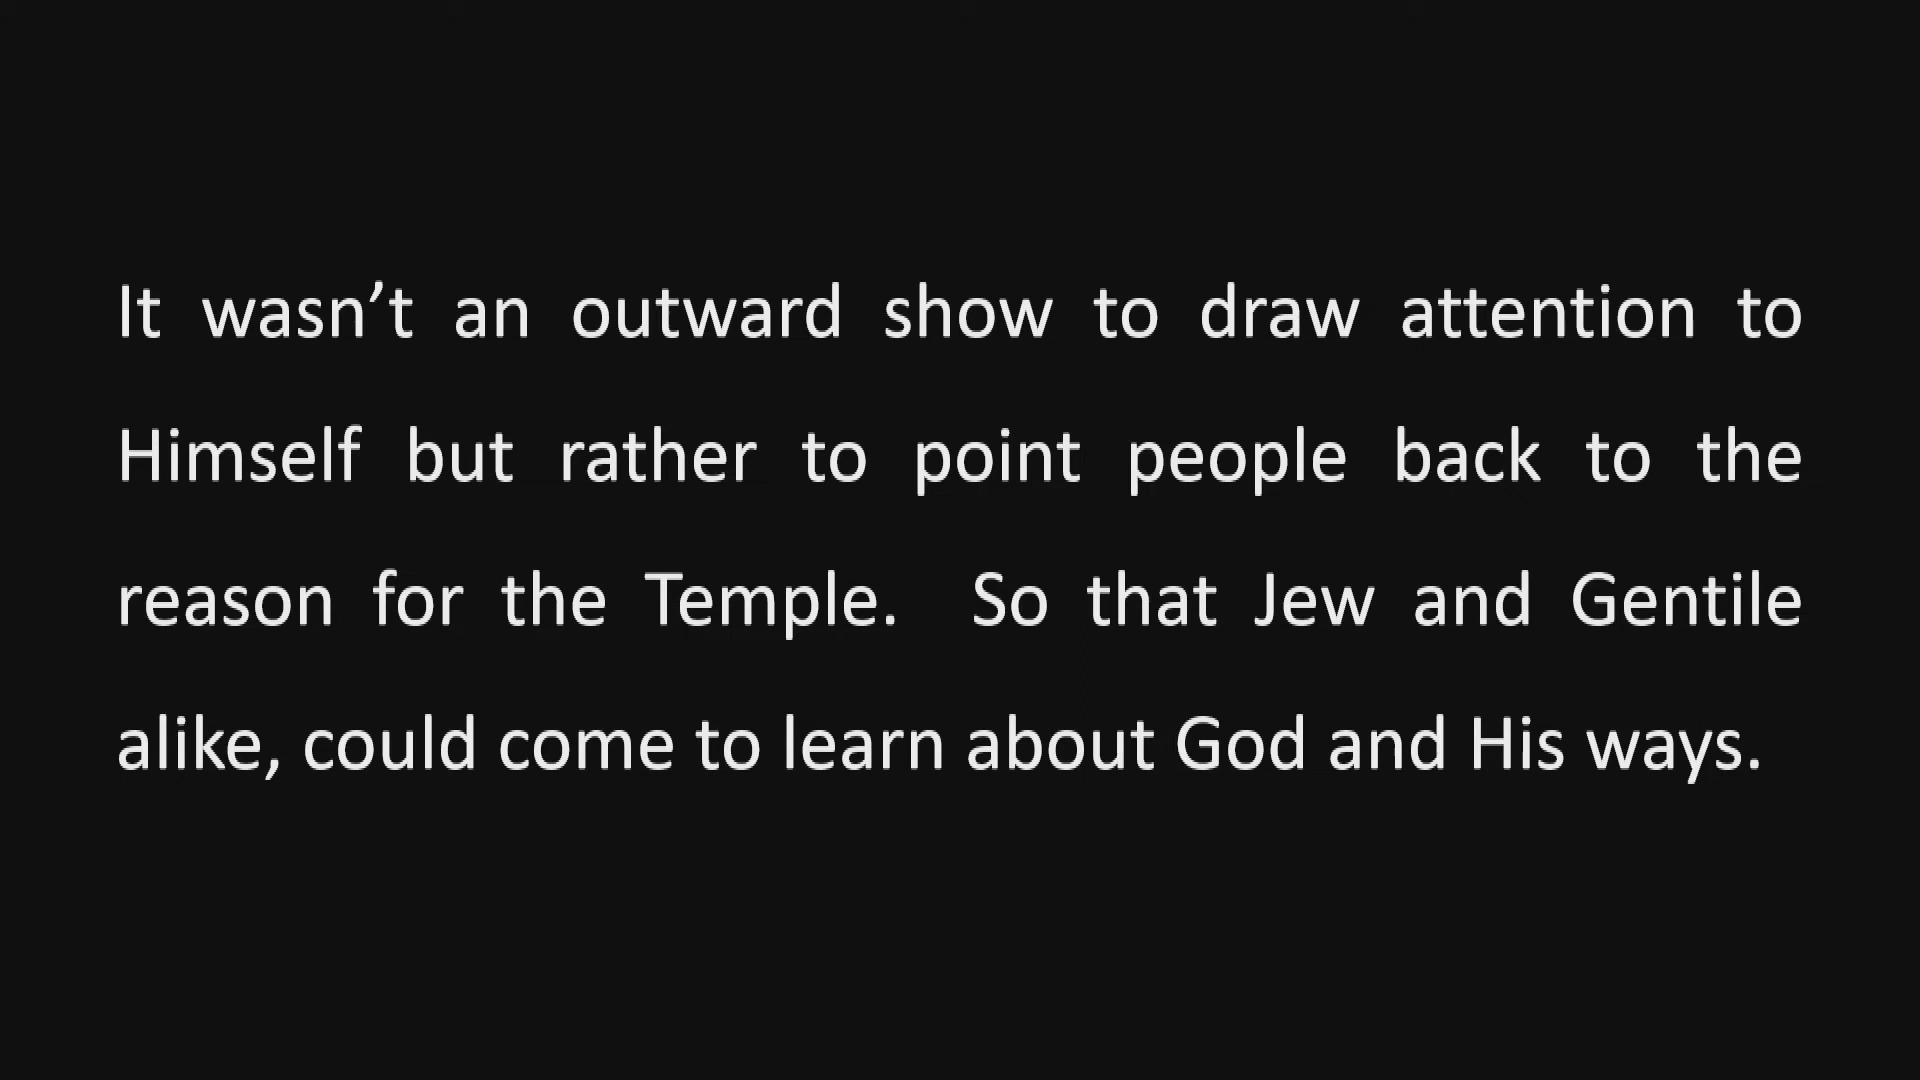 It wasn’t an outward show to draw attention to
Himself but rather to point people back to the
reason for the Temple.  So that Jew and Gentile
alike, could come to learn about God and His ways.